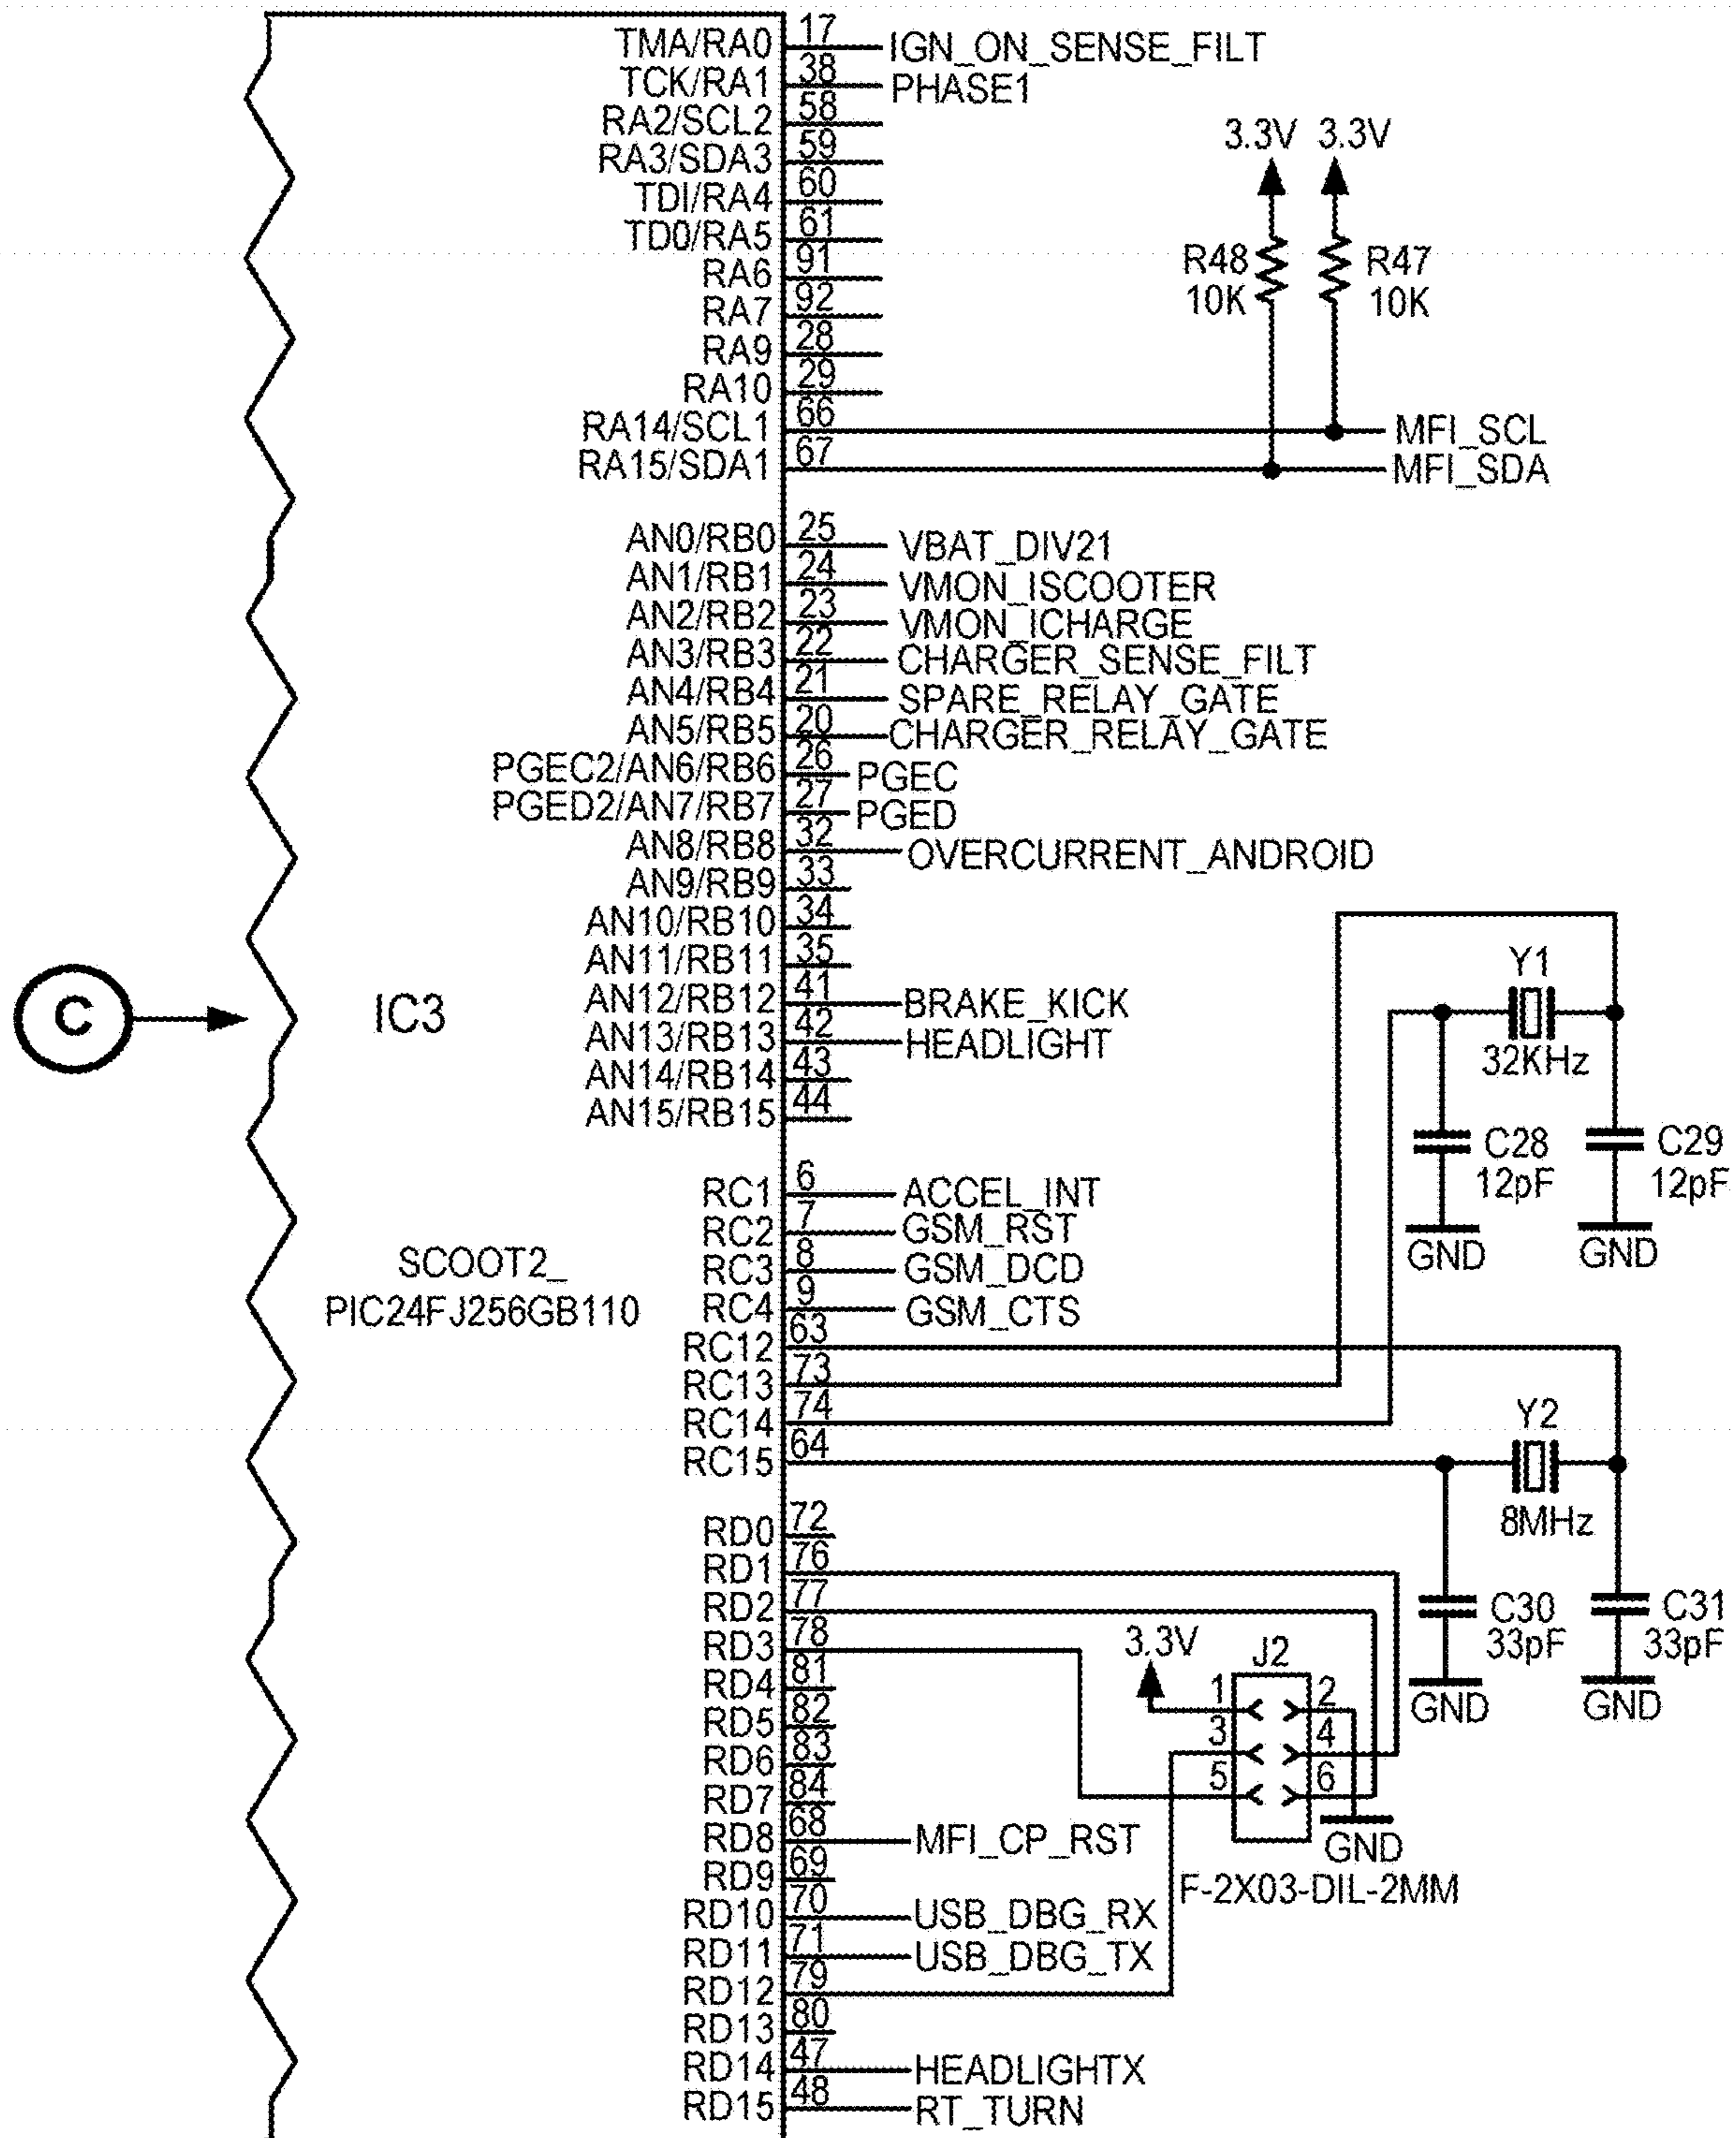 TMA/RA0 17 IGN_ON_SENSE_FILT
TCK/RA1 38 PHASE1
RA2/SCL2 58
RA3/SDA3 59
TDI/RA4 60
TD0/RA5 61
RA6 91
RA7 92
RA9 28
RA10 29
RA14/SCL1 66 MFI_SCL
RA15/SDA1 67 MFI_SDA
3.3V 3.3V
R48 R47
10K 10K
AN0/RB0 25 VBAT_DIV21
AN1/RB1 24 VMON_ISCOOTER
AN2/RB2 23 VMON_ICHARGE
AN3/RB3 22 CHARGER_SENSE_FILT
AN4/RB4 21 SPARE_RELAY_GATE
AN5/RB5 20 CHARGER_RELAY_GATE
PGEC2/AN6/RB6 26 PGEC
PGED2/AN7/RB7 27 PGED
AN8/RB8 32 OVERCURRENT_ANDROID
AN9/RB9 33
AN10/RB10 34
AN11/RB11 35
AN12/RB12 41 BRAKE_KICK
AN13/RB13 42 HEADLIGHT
AN14/RB14 43
AN15/RB15 44
C
IC3
SCOOT2_
PIC24FJ256GB110
Y1
32KHz
C28 C29
12pF 12pF
GND GND
RC1 6 ACCEL_INT
RC2 7 GSM_RST
RC3 8 GSM_DCD
RC4 9 GSM_CTS
RC12 63
RC13 73
RC14 74
RC15 64
Y2
8MHz
C30 C31
33pF 33pF
GND GND
RD0 72
RD1 76
RD2 77
RD3 78
RD4 81
RD5 82
RD6 83
RD7 84
RD8 68 MFI_CP_RST
RD9 69
RD10 70 USB_DBG_RX
RD11 71 USB_DBG_TX
RD12 79
RD13 80
RD14 47 HEADLIGHTX
RD15 48 RT_TURN
3.3V J2
1 2
3 4
5 6
GND
F-2X03-DIL-2MM